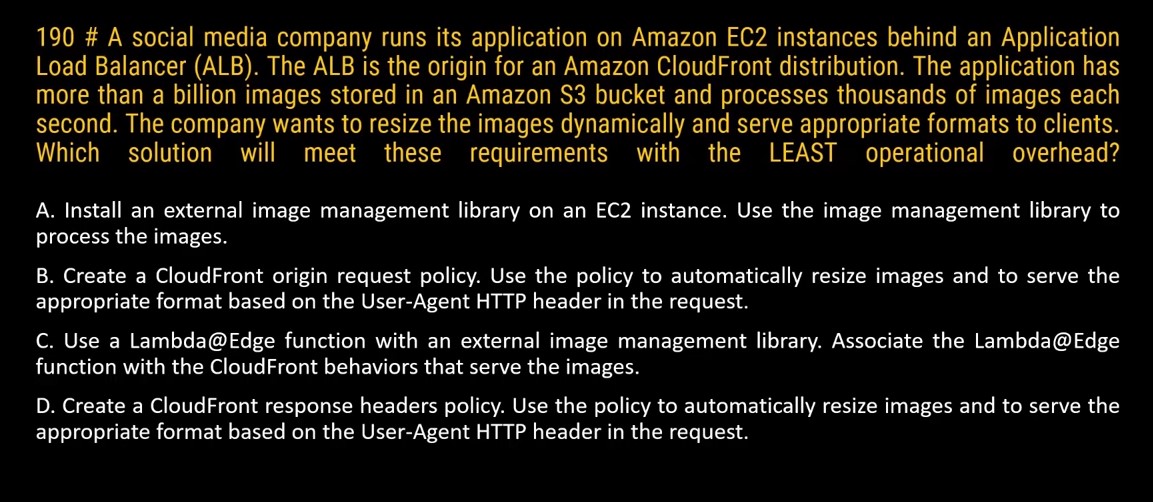 190 # A social media company runs its application on Amazon EC2 instances behind an Application
Load Balancer (ALB). The ALB is the origin for an Amazon CloudFront distribution. The application has
more than a billion images stored in an Amazon S3 bucket and processes thousands of images each
second. The company wants to resize the images dynamically and serve appropriate formats to clients.
Which solution will meet these requirements with the LEAST operational overhead?
A. Install an external image management library on an EC2 instance. Use the image management library to
process the images.
B. Create a CloudFront origin request policy. Use the policy to automatically resize images and to serve the
appropriate format based on the User-Agent HTTP header in the request.
C. Use a Lambda@Edge function with an external image management library. Associate the Lambda@Edge
function with the CloudFront behaviors that serve the images.
D. Create a CloudFront response headers policy. Use the policy to automatically resize images and to serve the
appropriate format based on the User-Agent HTTP header in the request.